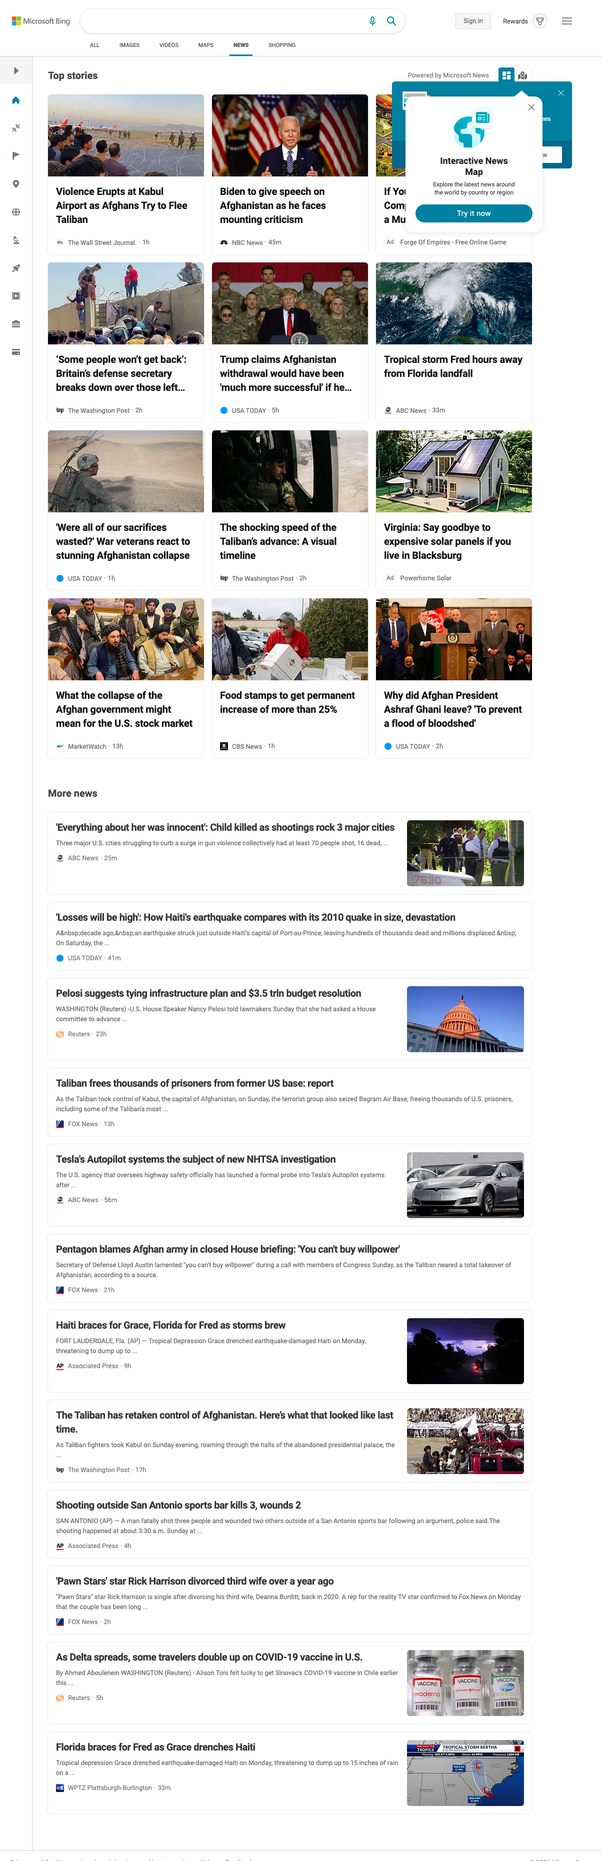 Microsoft Bing
Sign in
Rewards
ALL
IMAGES
VIDEOS
MAPS
NEWS
SHOPPING
Top stories
Powered by Microsoft News
Interactive News
Map
Explore the latest news around
the world by country or region
Try it now
Violence Erupts at Kabul
Airport as Afghans Try to Flee
Taliban
The Wall Street Journal. · 1h
Biden to give speech on
Afghanistan as he faces
mounting criticism
NBC News · 45m
If You
Comp
a Mu
Ad Forge Of Empires - Free Online Game
'Some people won't get back':
Britain's defense secretary
breaks down over those left...
The Washington Post · 2h
Trump claims Afghanistan
withdrawal would have been
'much more successful' if he...
USA TODAY · 5h
Tropical storm Fred hours away
from Florida landfall
ABC News · 33m
'Were all of our sacrifices
wasted?' War veterans react to
stunning Afghanistan collapse
USA TODAY · 1h
The shocking speed of the
Taliban's advance: A visual
timeline
The Washington Post · 2h
Virginia: Say goodbye to
expensive solar panels if you
live in Blacksburg
Ad Powerhome Solar
What the collapse of the
Afghan government might
mean for the U.S. stock market
MarketWatch · 13h
Food stamps to get permanent
increase of more than 25%
CBS News · 1h
Why did Afghan President
Ashraf Ghani leave? 'To prevent
a flood of bloodshed'
USA TODAY · 2h
More news
'Everything about her was innocent': Child killed as shootings rock 3 major cities
Three major U.S. cities struggling to curb a surge in gun violence collectively had at least 70 people shot, 16 dead, ...
ABC News · 25m
7630
'Losses will be high': How Haiti's earthquake compares with its 2010 quake in size, devastation
A&nbsp;decade ago,&nbsp;an earthquake struck just outside Haiti's capital of Port-au-Prince, leaving hundreds of thousands dead and millions displaced.&nbsp;
On Saturday, the ...
USA TODAY · 41m
Pelosi suggests tying infrastructure plan and $3.5 trln budget resolution
WASHINGTON (Reuters) -U.S. House Speaker Nancy Pelosi told lawmakers Sunday that she had asked a House
committee to advance ...
Reuters · 23h
Taliban frees thousands of prisoners from former US base: report
As the Taliban took control of Kabul, the capital of Afghanistan, on Sunday, the terrorist group also seized Bagram Air Base, freeing thousands of U.S. prisoners,
including some of the Taliban's most ...
FOX News · 13h
Tesla's Autopilot systems the subject of new NHTSA investigation
The U.S. agency that oversees highway safety officially has launched a formal probe into Tesla's Autopilot systems
after ...
ABC News · 56m
Pentagon blames Afghan army in closed House briefing: 'You can't buy willpower'
Secretary of Defense Lloyd Austin lamented "you can't buy willpower" during a call with members of Congress Sunday, as the Taliban neared a total takeover of
Afghanistan, according to a source.
FOX News · 21h
Haiti braces for Grace, Florida for Fred as storms brew
FORT LAUDERDALE, Fla. (AP) — Tropical Depression Grace drenched earthquake-damaged Haiti on Monday,
threatening to dump up to ...
Associated Press · 9h
The Taliban has retaken control of Afghanistan. Here's what that looked like last
time.
As Taliban fighters took Kabul on Sunday evening, roaming through the halls of the abandoned presidential palace, the
...
The Washington Post · 17h
Shooting outside San Antonio sports bar kills 3, wounds 2
SAN ANTONIO (AP) — A man fatally shot three people and wounded two others outside of a San Antonio sports bar following an argument, police said.The
shooting happened at about 3:30 a.m. Sunday at ...
Associated Press · 4h
'Pawn Stars' star Rick Harrison divorced third wife over a year ago
"Pawn Stars" star Rick Harrison is single after divorcing his third wife, Deanna Burditt, back in 2020. A rep for the reality TV star confirmed to Fox News on Monday
that the couple has been long ...
FOX News · 2h
As Delta spreads, some travelers double up on COVID-19 vaccine in U.S.
By Ahmed Aboulenein WASHINGTON (Reuters) - Alison Toni felt lucky to get Sinovac's COVID-19 vaccine in Chile earlier
this ...
Reuters · 5h
VACCINE VACCINE VACCINE
moderna
Florida braces for Fred as Grace drenches Haiti
Tropical depression Grace drenched earthquake-damaged Haiti on Monday, threatening to dump up to 15 inches of rain
on a ...
WPTZ Plattsburgh-Burlington · 33m
TROPICS
TROPICAL STORM BERTHA